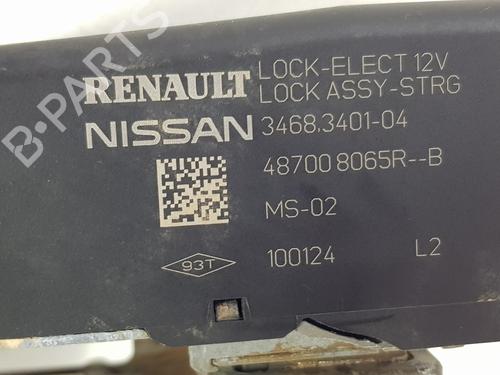 B-PARTS
RENAULT LOCK-ELECT 12V
LOCK ASSY-STRG
NISSAN 3468.3401-04
48700 8065R--B
MS-02
93T 100124 L2